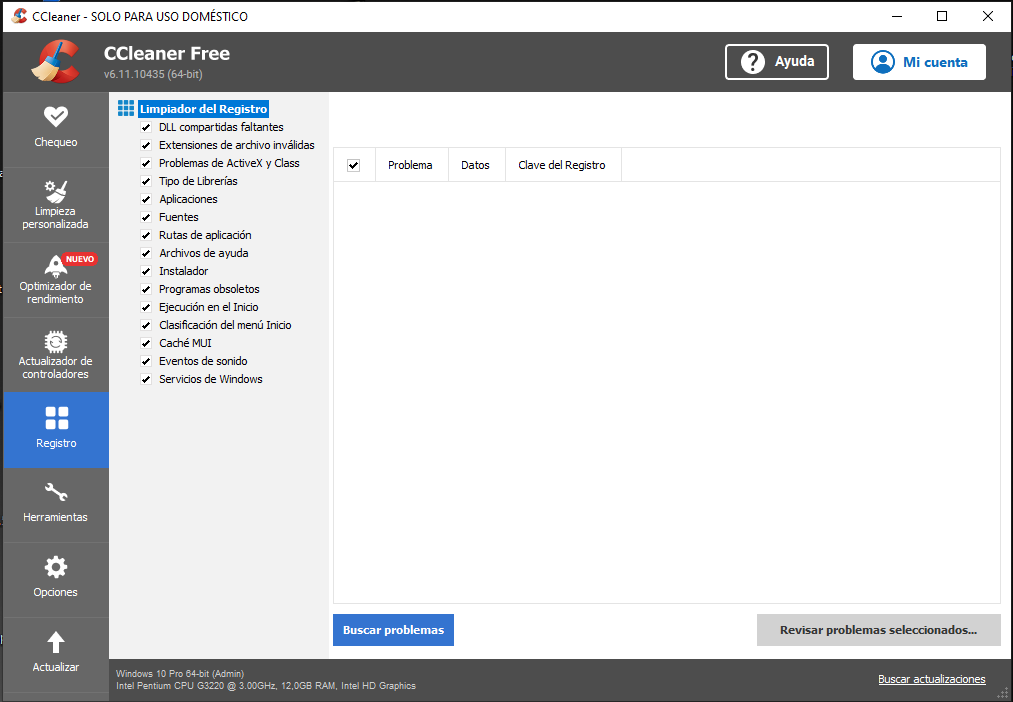 CCleaner - SOLO PARA USO DOMÉSTICO
CCleaner Free
v6.11.10435 (64-bit)
Ayuda
Mi cuenta
Chequeo
Limpieza
personalizada
NUEVO
Optimizador de
rendimiento
Actualizador de
controladores
Registro
Herramientas
Opciones
Actualizar
Limpiador del Registro
DLL compartidas faltantes
Extensiones de archivo inválidas
Problemas de ActiveX y Class
Tipo de Librerías
Aplicaciones
Fuentes
Rutas de aplicación
Archivos de ayuda
Instalador
Programas obsoletos
Ejecución en el Inicio
Clasificación del menú Inicio
Caché MUI
Eventos de sonido
Servicios de Windows
Problema Datos Clave del Registro
Buscar problemas
Revisar problemas seleccionados...
Windows 10 Pro 64-bit (Admin)
Intel Pentium CPU G3220 @ 3.00GHz, 12,0GB RAM, Intel HD Graphics
Buscar actualizaciones